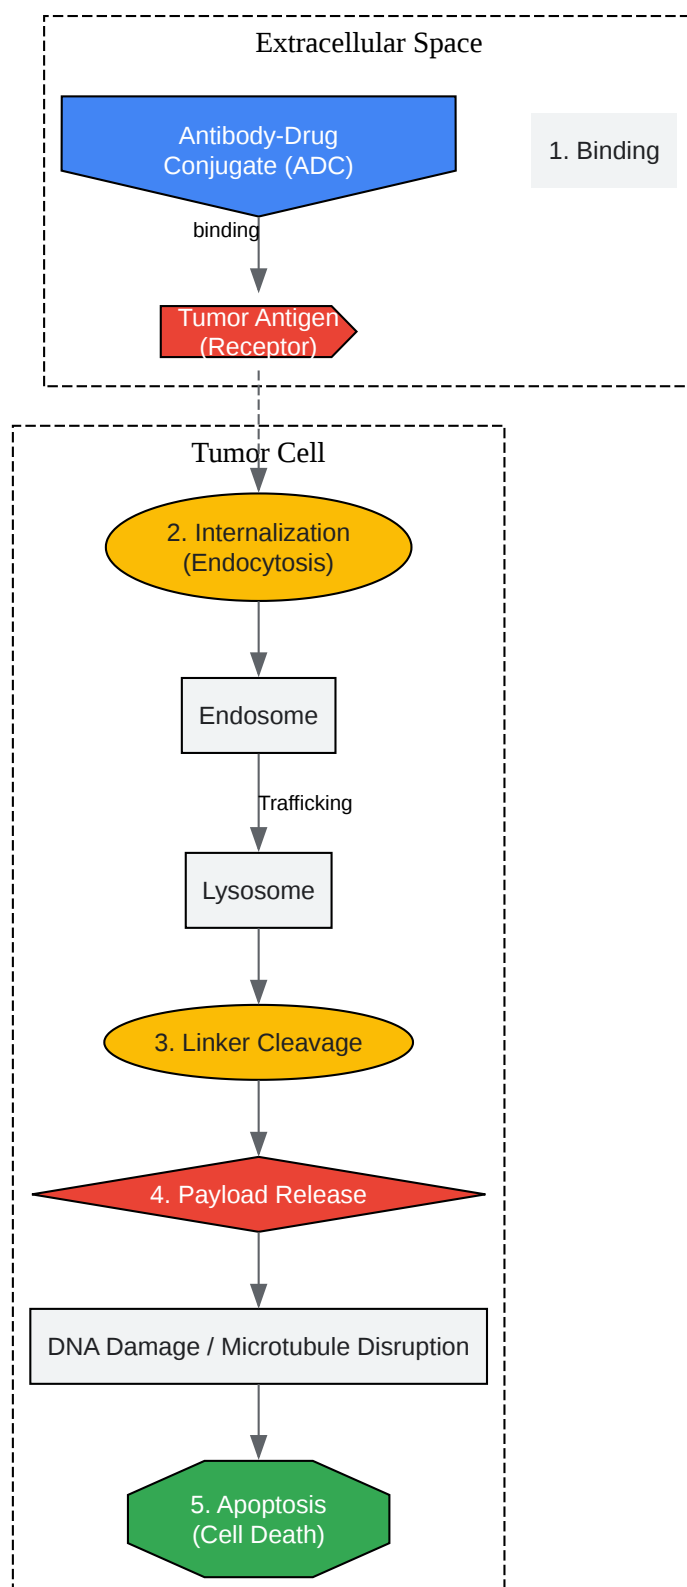 Extracellular Space
Antibody-Drug
Conjugate (ADC)
1. Binding
binding
Tumor Antigen
(Receptor)
Tumor Cell
2. Internalization
(Endocytosis)
Endosome
Trafficking
Lysosome
3. Linker Cleavage
4. Payload Release
DNA Damage / Microtubule Disruption
5. Apoptosis
(Cell Death)